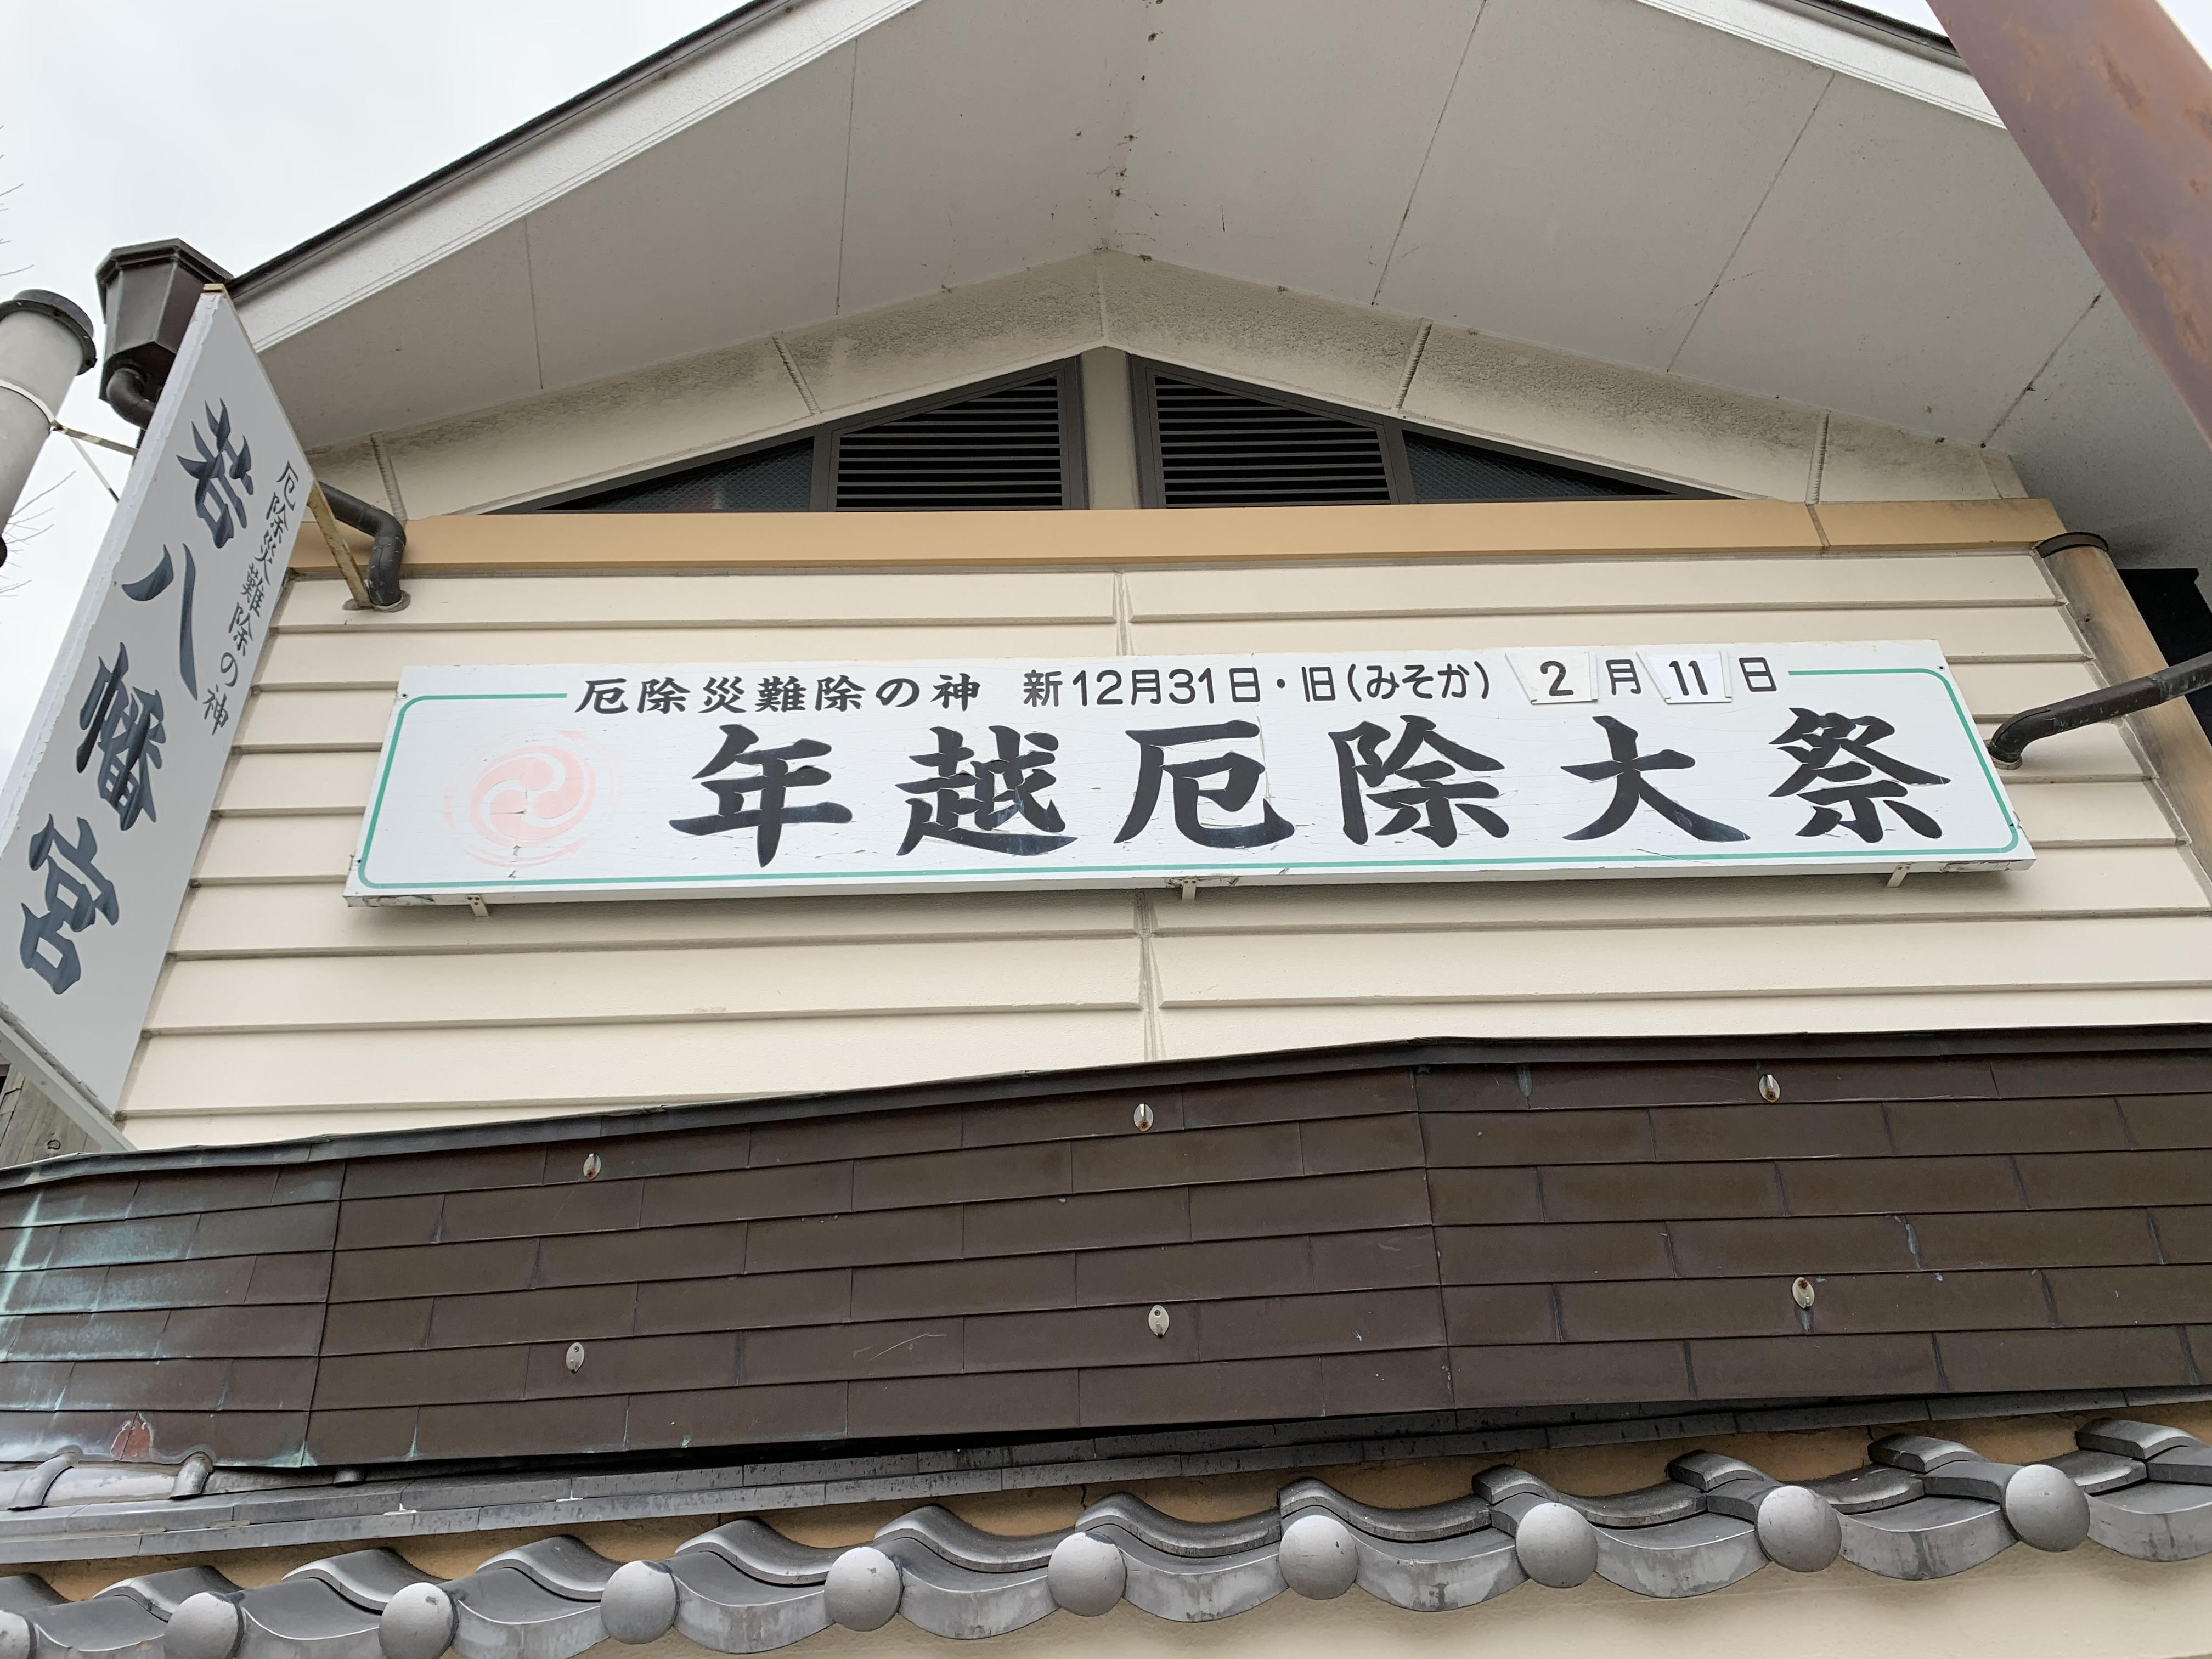 厄除災難除の神
若八幡宮
厄除災難除の神 新12月31日・旧(みそか) 2月11日
年越厄除大祭